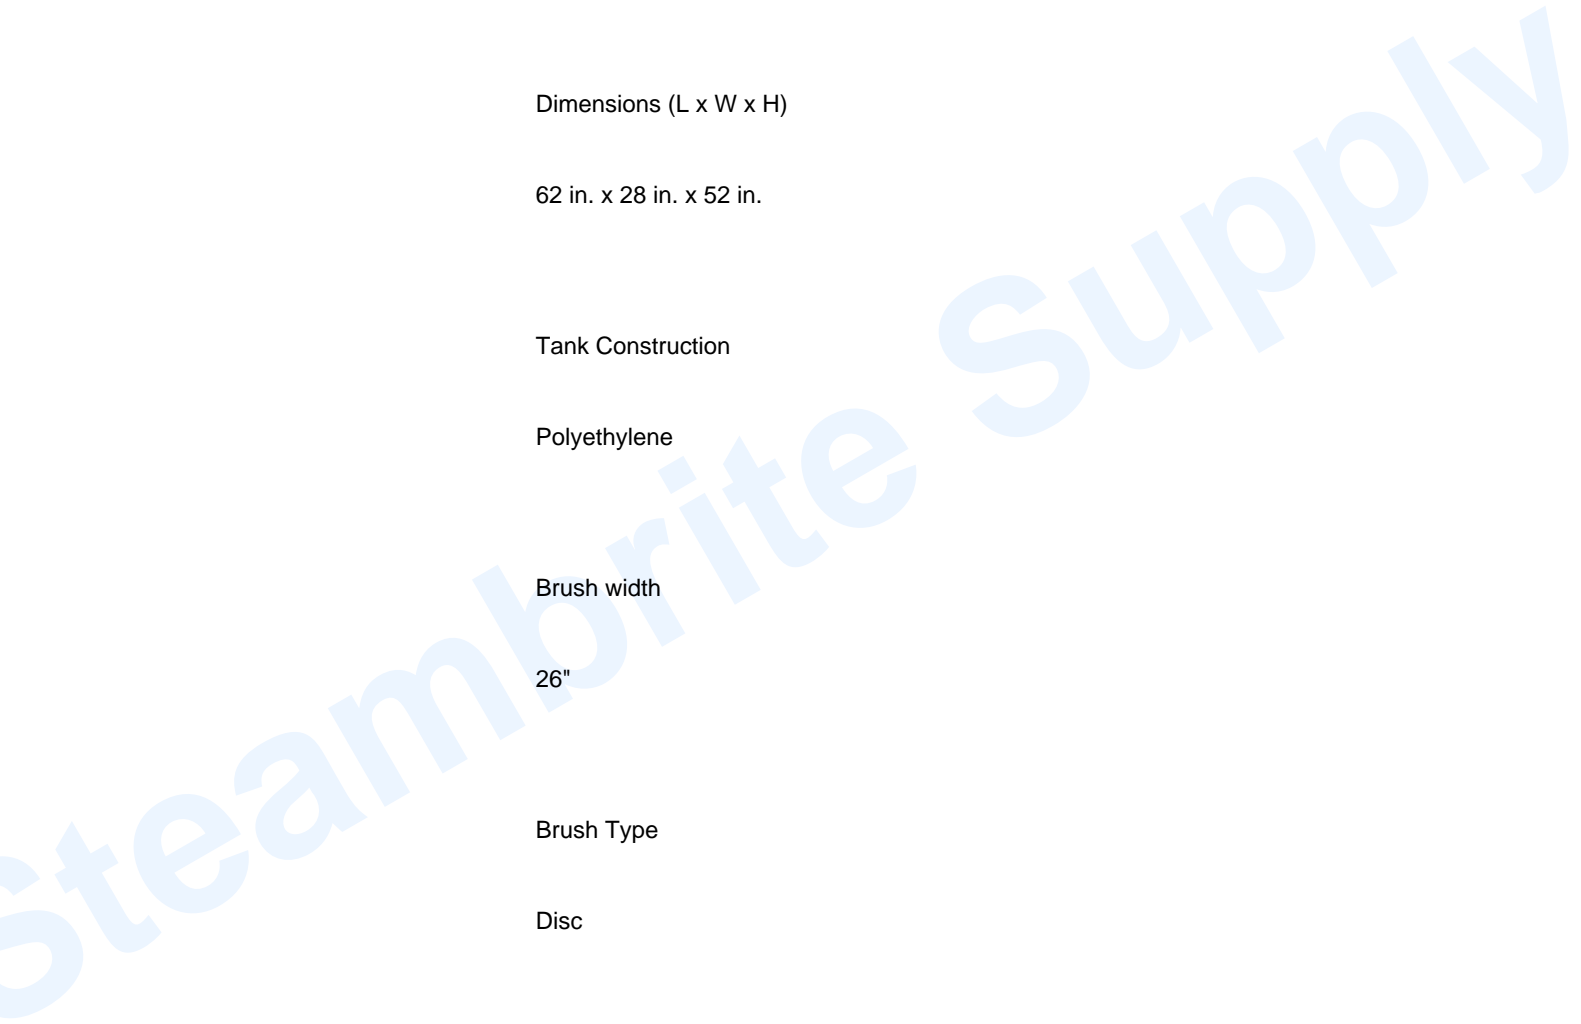 Dimensions (L x W x H)
62 in. x 28 in. x 52 in.
Tank Construction
Polyethylene
Brush width
26"
Brush Type
Disc
Steambrite Supply